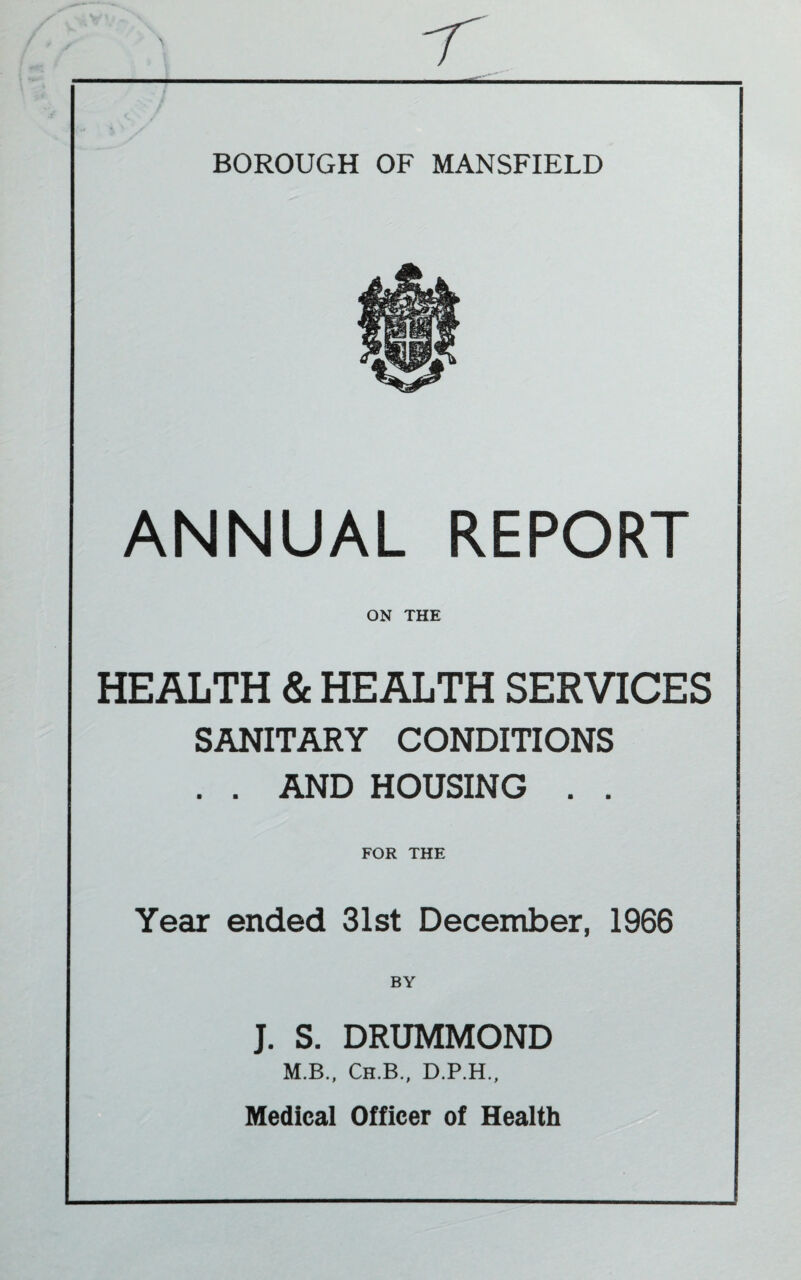 T
BOROUGH OF MANSFIELD
ANNUAL REPORT
ON THE
HEALTH & HEALTH SERVICES
SANITARY CONDITIONS
. . AND HOUSING . .
FOR THE
Year ended 31st December, 1966
BY
J. S. DRUMMOND
M.B., CH.B., D.P.H.,
Medical Officer of Health